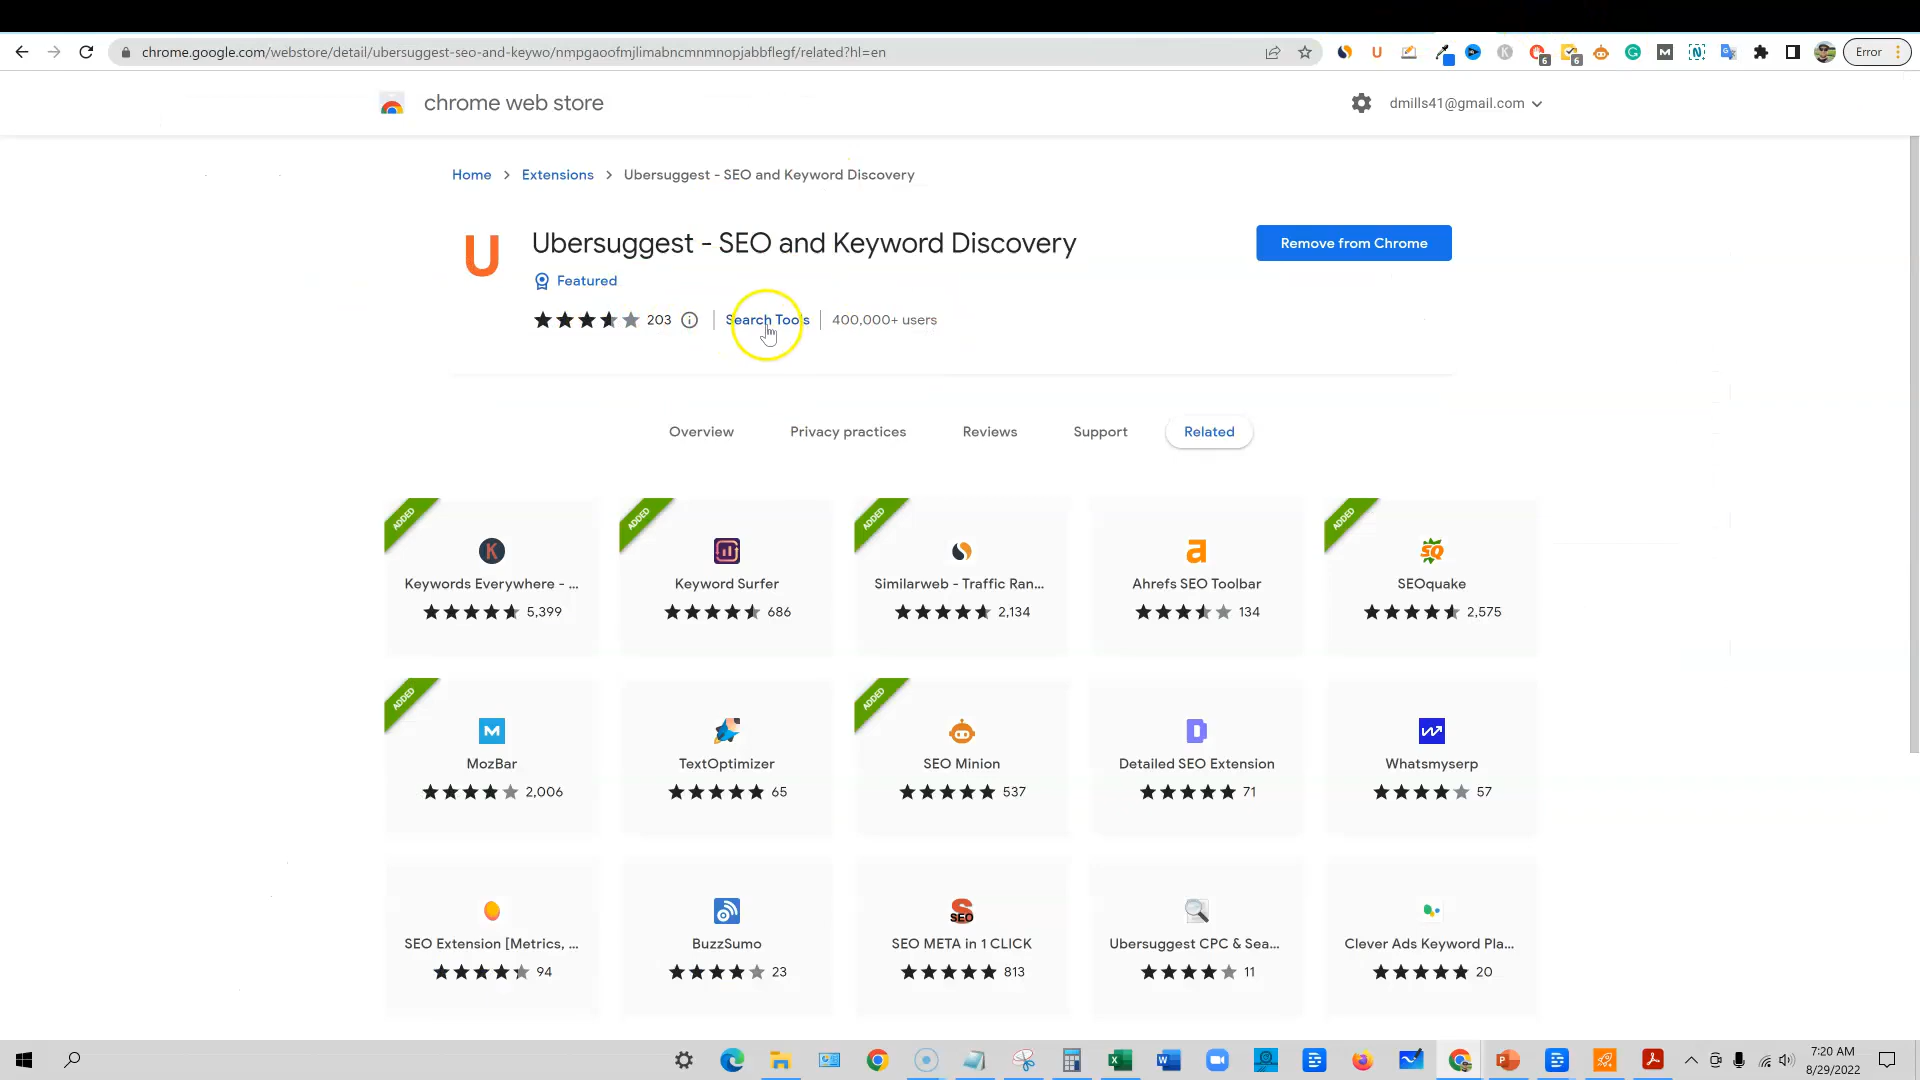 chrome.google.com/webstore/detail/ubersuggest-seo-and-keywo/nmpgaoofmjlimabncmnmnopjabbflegf/related?hl=en
U
6
6
G
M
N
K
Error
chrome web store
dmills41@gmail.com
Home > Extensions > Ubersuggest - SEO and Keyword Discovery
U
Ubersuggest - SEO and Keyword Discovery
Remove from Chrome
Featured
203
Search Tools
400,000+ users
Overview
Privacy practices
Reviews
Support
Related
ADDED
ADDED
ADDED
ADDED
K
a
SQ
Keywords Everywhere - ...
Keyword Surfer
Similarweb - Traffic Ran...
Ahrefs SEO Toolbar
SEOquake
5,399
686
2,134
134
2,575
ADDED
ADDED
M
D
MozBar
TextOptimizer
SEO Minion
Detailed SEO Extension
Whatsmyserp
2,006
65
537
71
57
S
SEO
SEO Extension [Metrics, ...
BuzzSumo
SEO META in 1 CLICK
Ubersuggest CPC & Sea...
Clever Ads Keyword Pla...
94
23
813
11
20
7:20 AM
8/29/2022